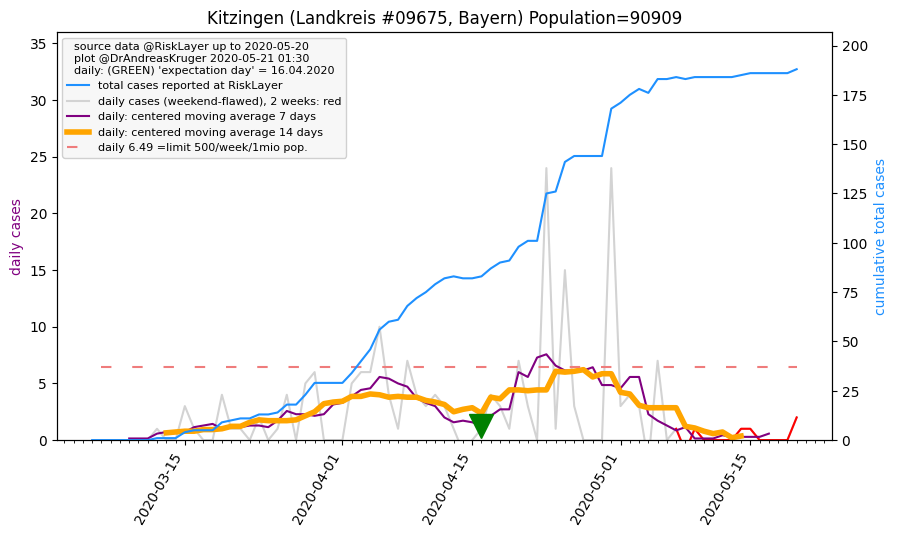 Kitzingen (Landkreis #09675, Bayern) Population=90909
source data @RiskLayer up to 2020-05-20
plot @DrAndreasKruger 2020-05-21 01:30
daily: (GREEN) 'expectation day' = 16.04.2020
total cases reported at RiskLayer
daily cases (weekend-flawed), 2 weeks: red
daily: centered moving average 7 days
daily: centered moving average 14 days
daily 6.49 =limit 500/week/1mio pop.
daily cases
35
30
25
20
15
10
5
0
200
175
150
125
100
75
50
25
0
cumulative total cases
2020-03-15
2020-04-01
2020-04-15
2020-05-01
2020-05-15